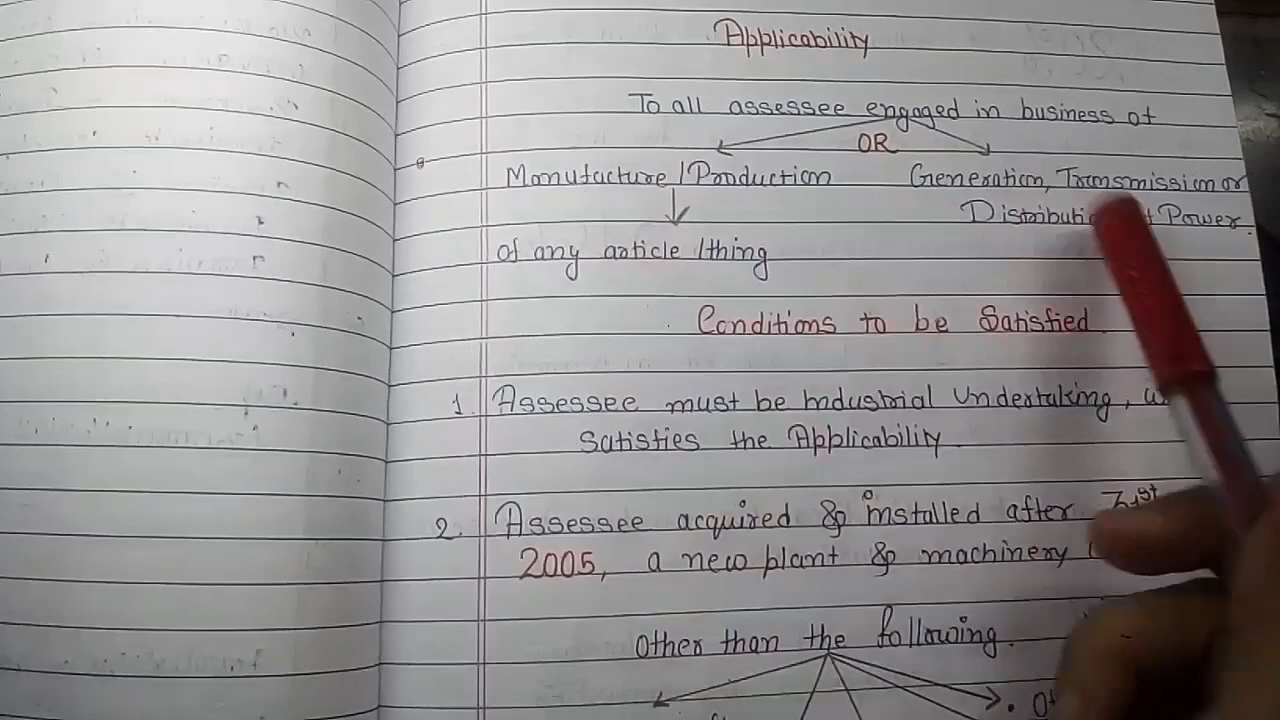 Applicability
To all assessee engaged in business of
OR
Manufacture / Production
Generation, Transmission or
Distribution of Power.
of any article / thing
Conditions to be Satisfied
1. Assessee must be Industrial Undertaking,
Satisfies the Applicability
2. Assessee acquired & installed after 31st
2005, a new plant & machinery
Other than the following.